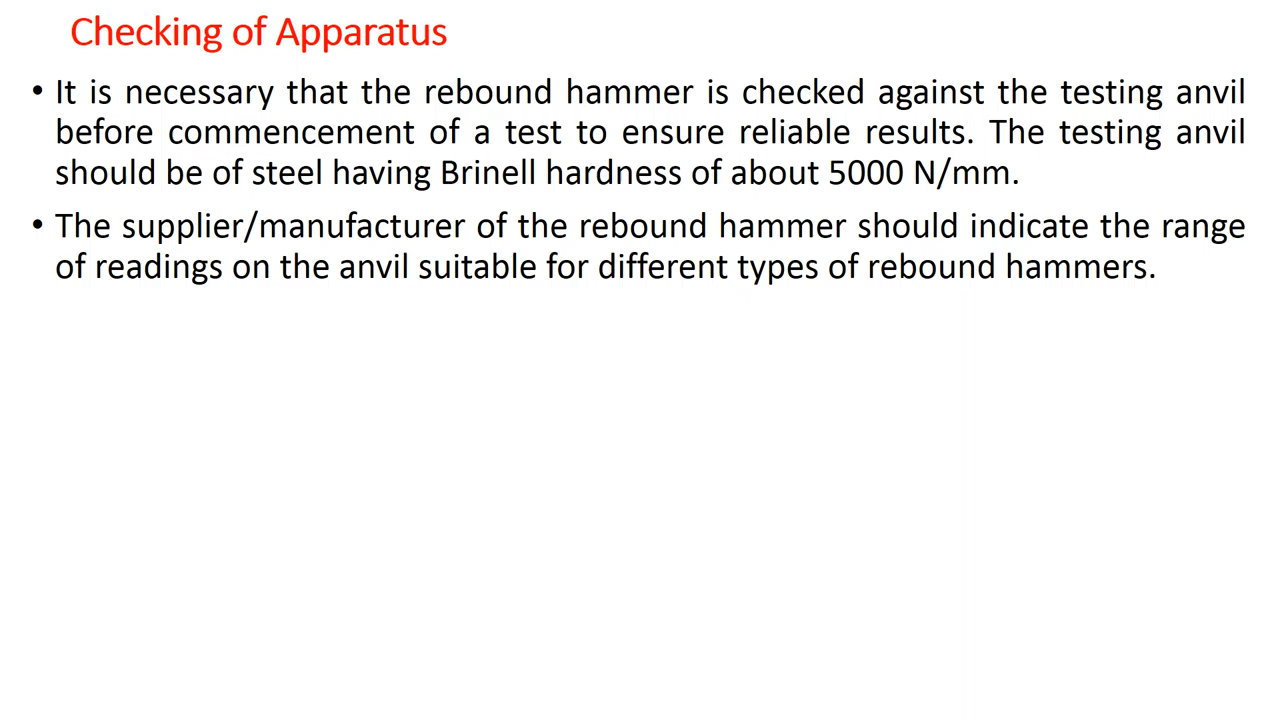 Checking of Apparatus
• It is necessary that the rebound hammer is checked against the testing anvil
before commencement of a test to ensure reliable results. The testing anvil
should be of steel having Brinell hardness of about 5000 N/mm.
• The supplier/manufacturer of the rebound hammer should indicate the range
of readings on the anvil suitable for different types of rebound hammers.